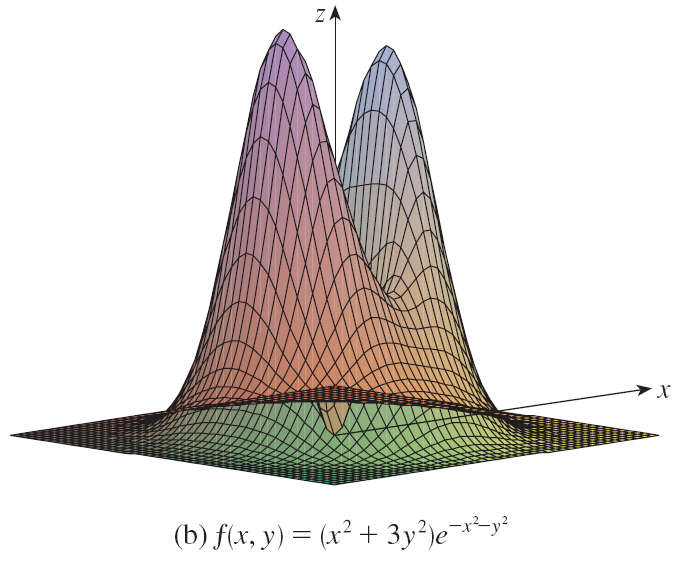 z
x
(b) f(x, y) = (x² + 3y²)e^{−x²−y²}